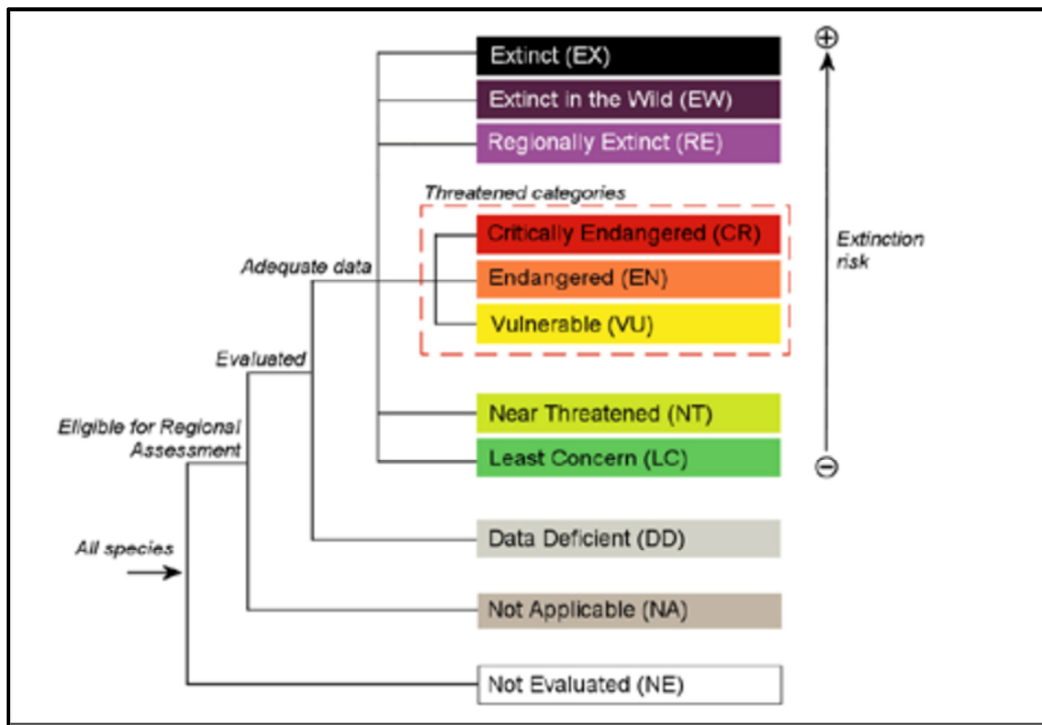 Extinct (EX)
Extinct in the Wild (EW)
Regionally Extinct (RE)
Threatened categories
Critically Endangered (CR)
Endangered (EN)
Vulnerable (VU)
Extinction
risk
Adequate data
Evaluated
Near Threatened (NT)
Eligible for Regional
Assessment
Least Concern (LC)
Data Deficient (DD)
All species
Not Applicable (NA)
Not Evaluated (NE)